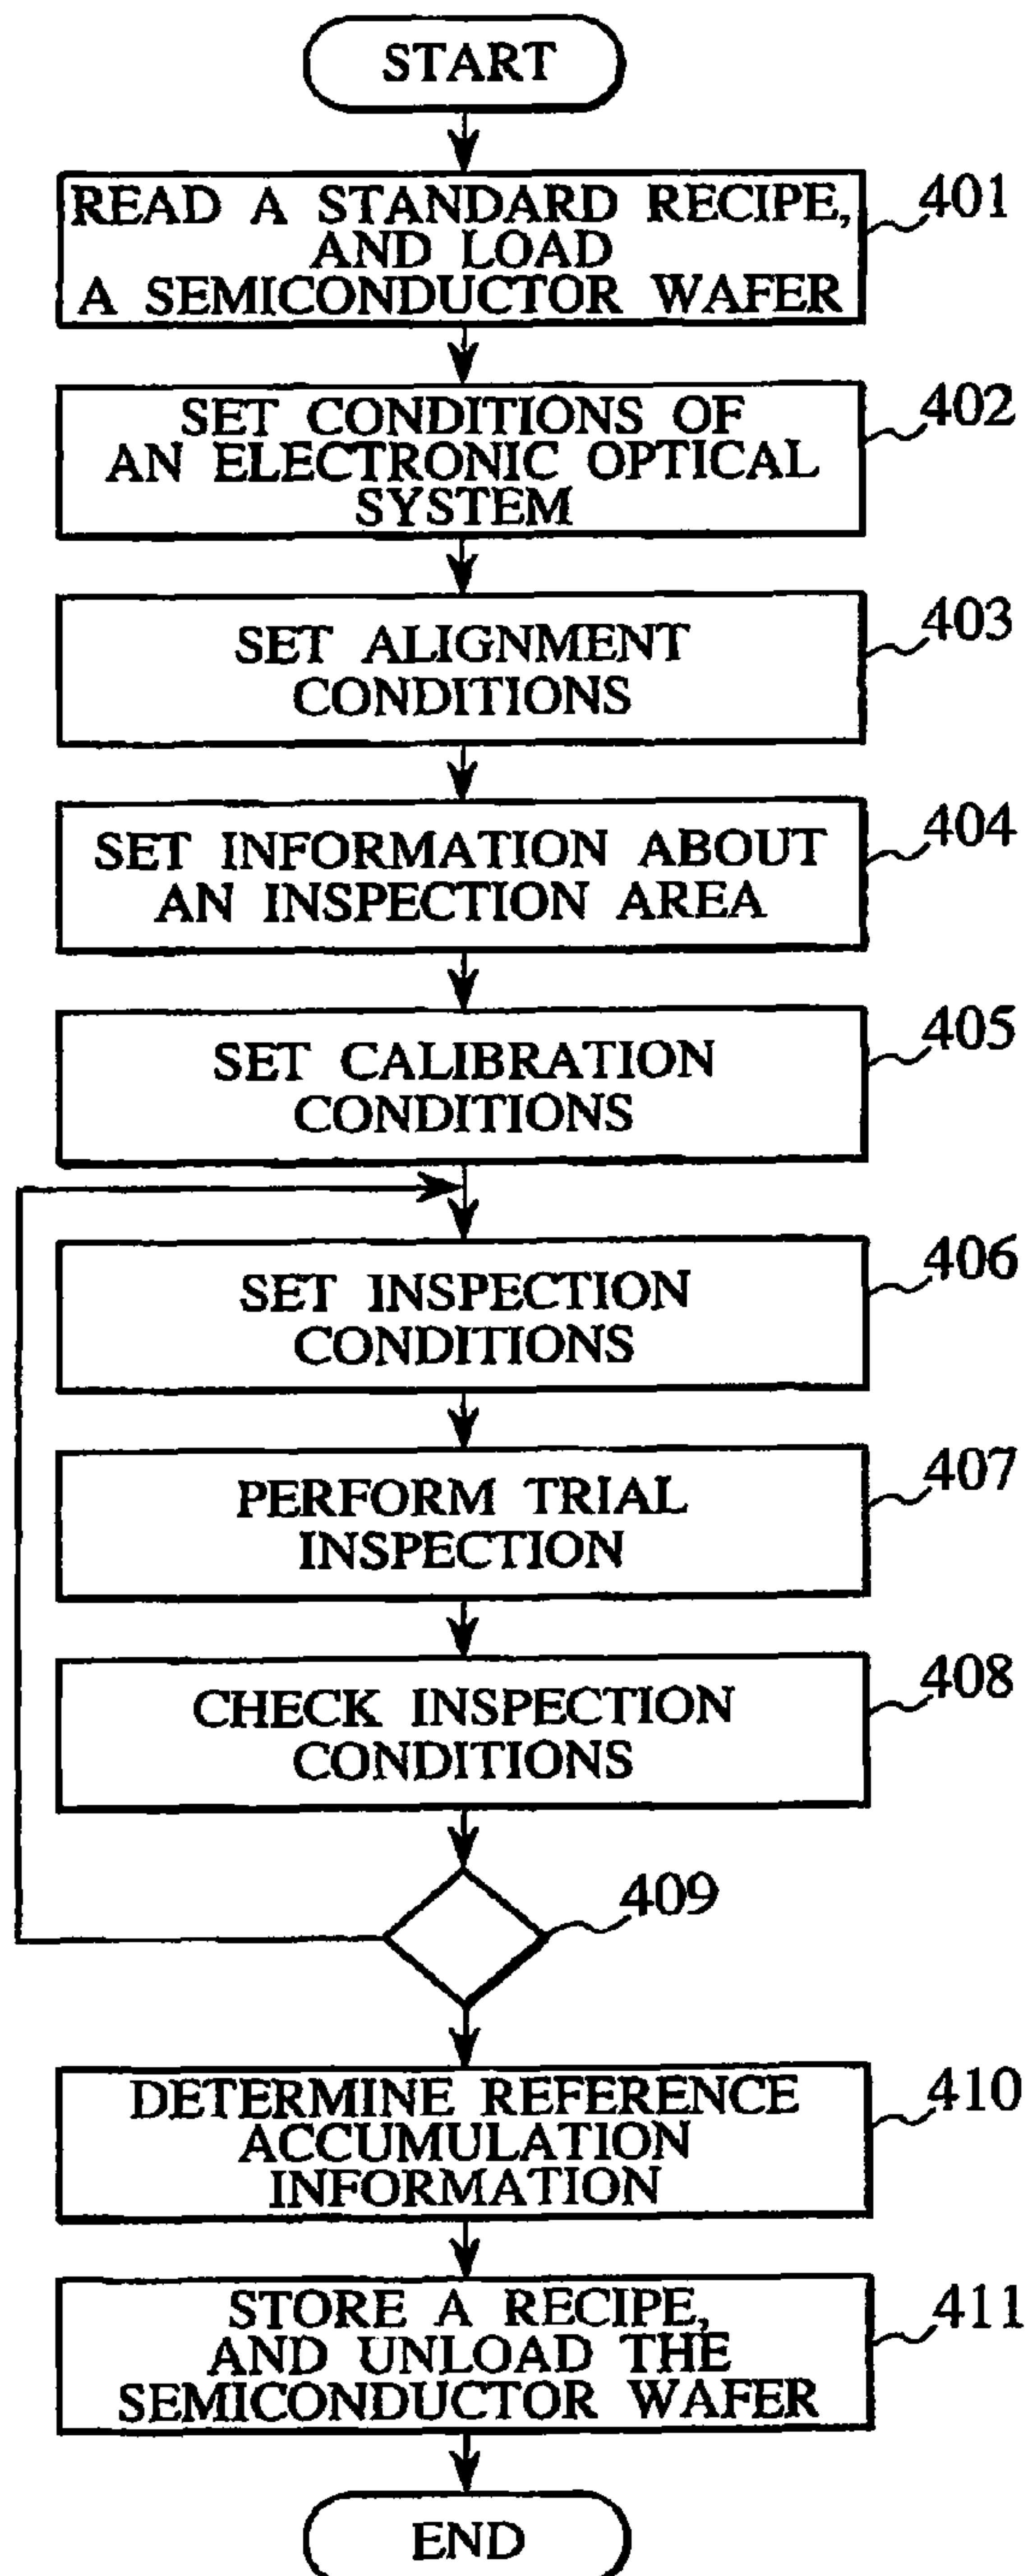 START
READ A STANDARD RECIPE,
AND LOAD
A SEMICONDUCTOR WAFER
401
SET CONDITIONS OF
AN ELECTRONIC OPTICAL
SYSTEM
402
SET ALIGNMENT
CONDITIONS
403
SET INFORMATION ABOUT
AN INSPECTION AREA
404
SET CALIBRATION
CONDITIONS
405
SET INSPECTION
CONDITIONS
406
PERFORM TRIAL
INSPECTION
407
CHECK INSPECTION
CONDITIONS
408
409
DETERMINE REFERENCE
ACCUMULATION
INFORMATION
410
STORE A RECIPE,
AND UNLOAD THE
SEMICONDUCTOR WAFER
411
END